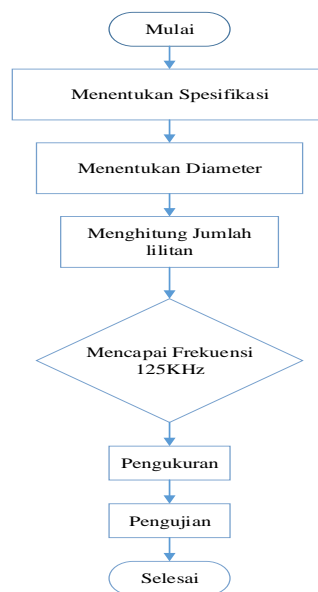 Mulai
Menentukan Spesifikasi
Menentukan Diameter
Menghitung Jumlah
lilitan
Mencapai Frekuensi
125KHz
Pengukuran
Pengujian
Selesai